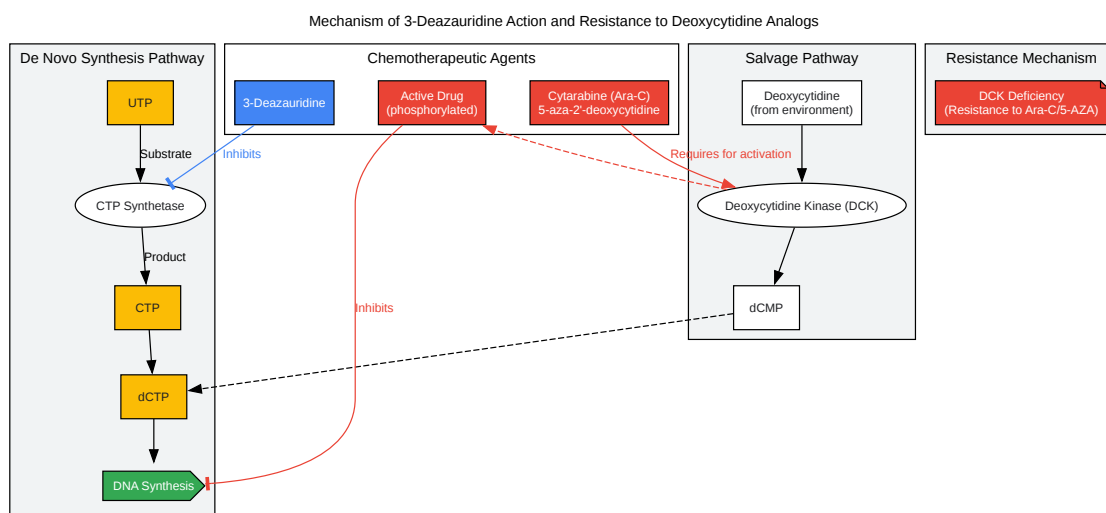 Mechanism of 3-Deazauridine Action and Resistance to Deoxycytidine Analogs
De Novo Synthesis Pathway
Chemotherapeutic Agents
Salvage Pathway
Resistance Mechanism
UTP
3-Deazauridine
Active Drug
(phosphorylated)
Cytarabine (Ara-C)
5-aza-2'-deoxycytidine
Deoxycytidine
(from environment)
DCK Deficiency
(Resistance to Ara-C/5-AZA)
Substrate
Inhibits
Requires for activation
CTP Synthetase
Deoxycytidine Kinase (DCK)
Product
CTP
Inhibits
dCMP
dCTP
DNA Synthesis